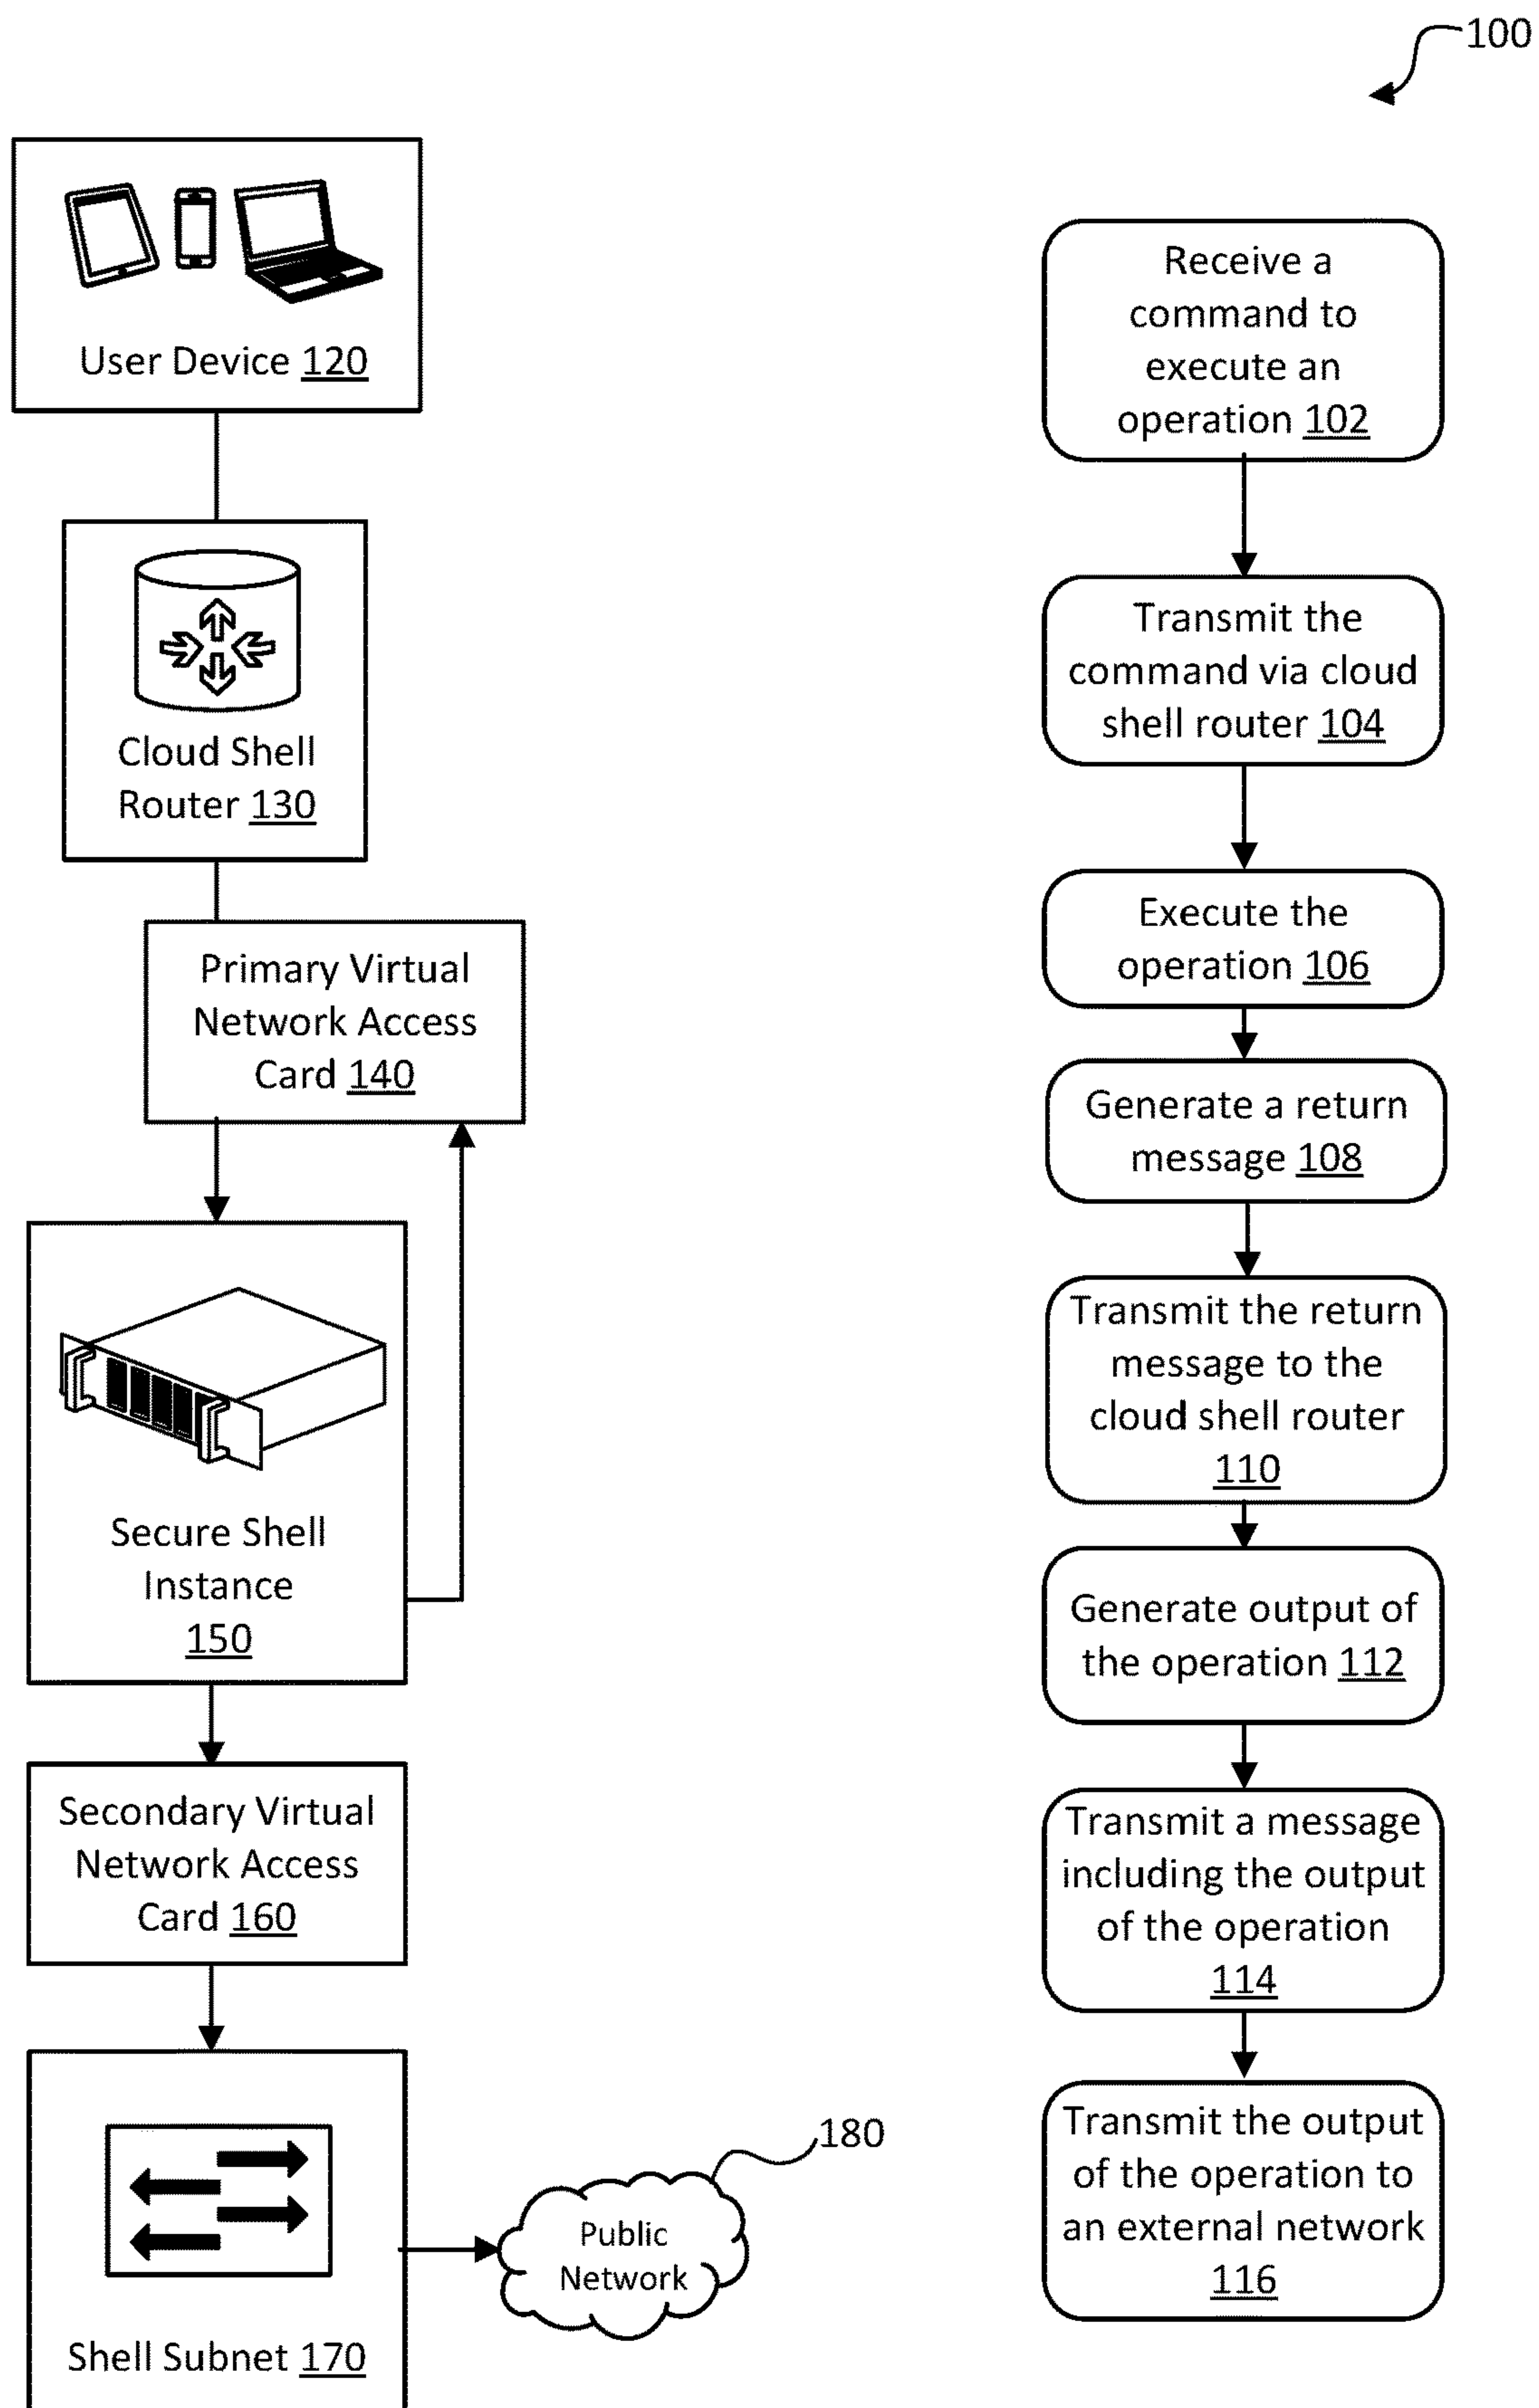 100
User Device 120
Cloud Shell
Router 130
Primary Virtual
Network Access
Card 140
Secure Shell
Instance
150
Secondary Virtual
Network Access
Card 160
Shell Subnet 170
180
Public
Network
Receive a
command to
execute an
operation 102
Transmit the
command via cloud
shell router 104
Execute the
operation 106
Generate a return
message 108
Transmit the return
message to the
cloud shell router
110
Generate output of
the operation 112
Transmit a message
including the output
of the operation
114
Transmit the output
of the operation to
an external network
116